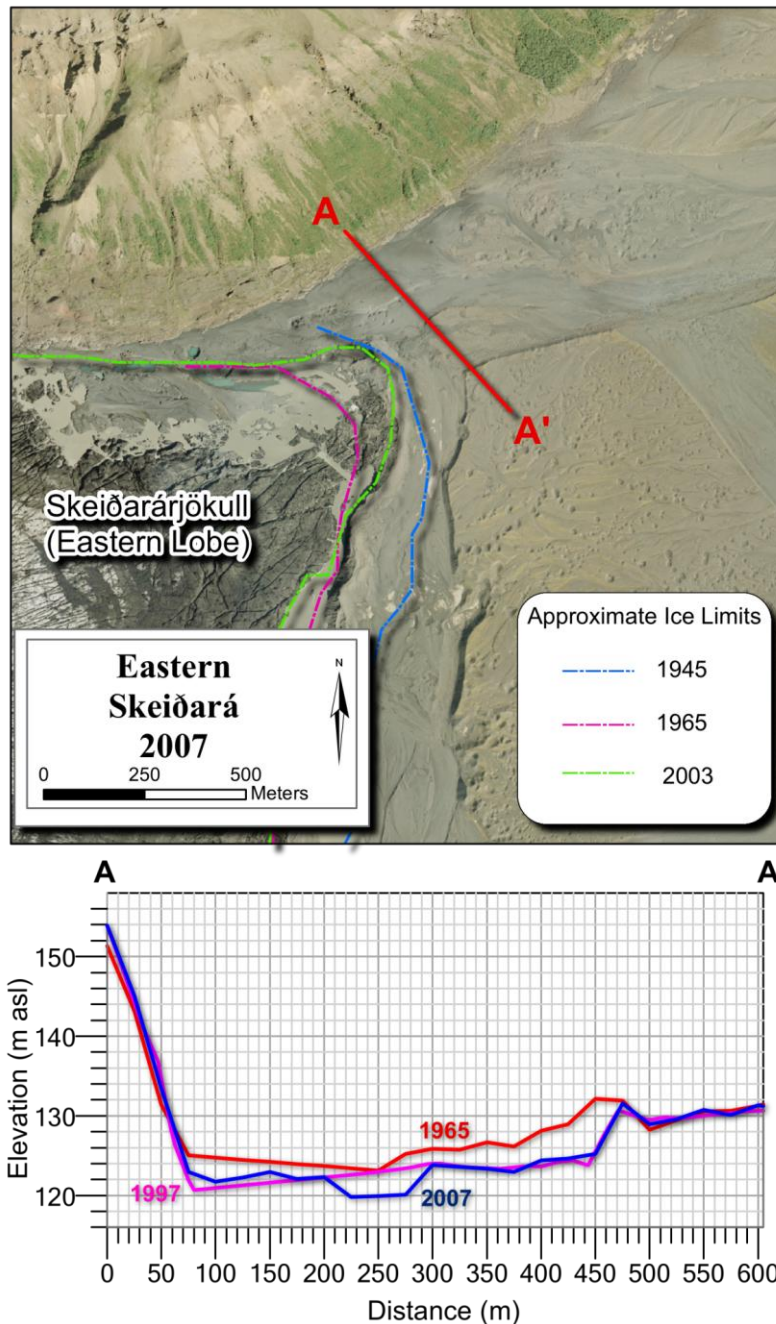 A
A'
Skeiðarárjökull
(Eastern Lobe)
Eastern
Skeiðará
2007
N
0 250 500
Meters
Approximate Ice Limits
1945
1965
2003
A A
Elevation (m asl)
150
140
130
120
1965
1997
2007
0 50 100 150 200 250 300 350 400 450 500 550 600
Distance (m)